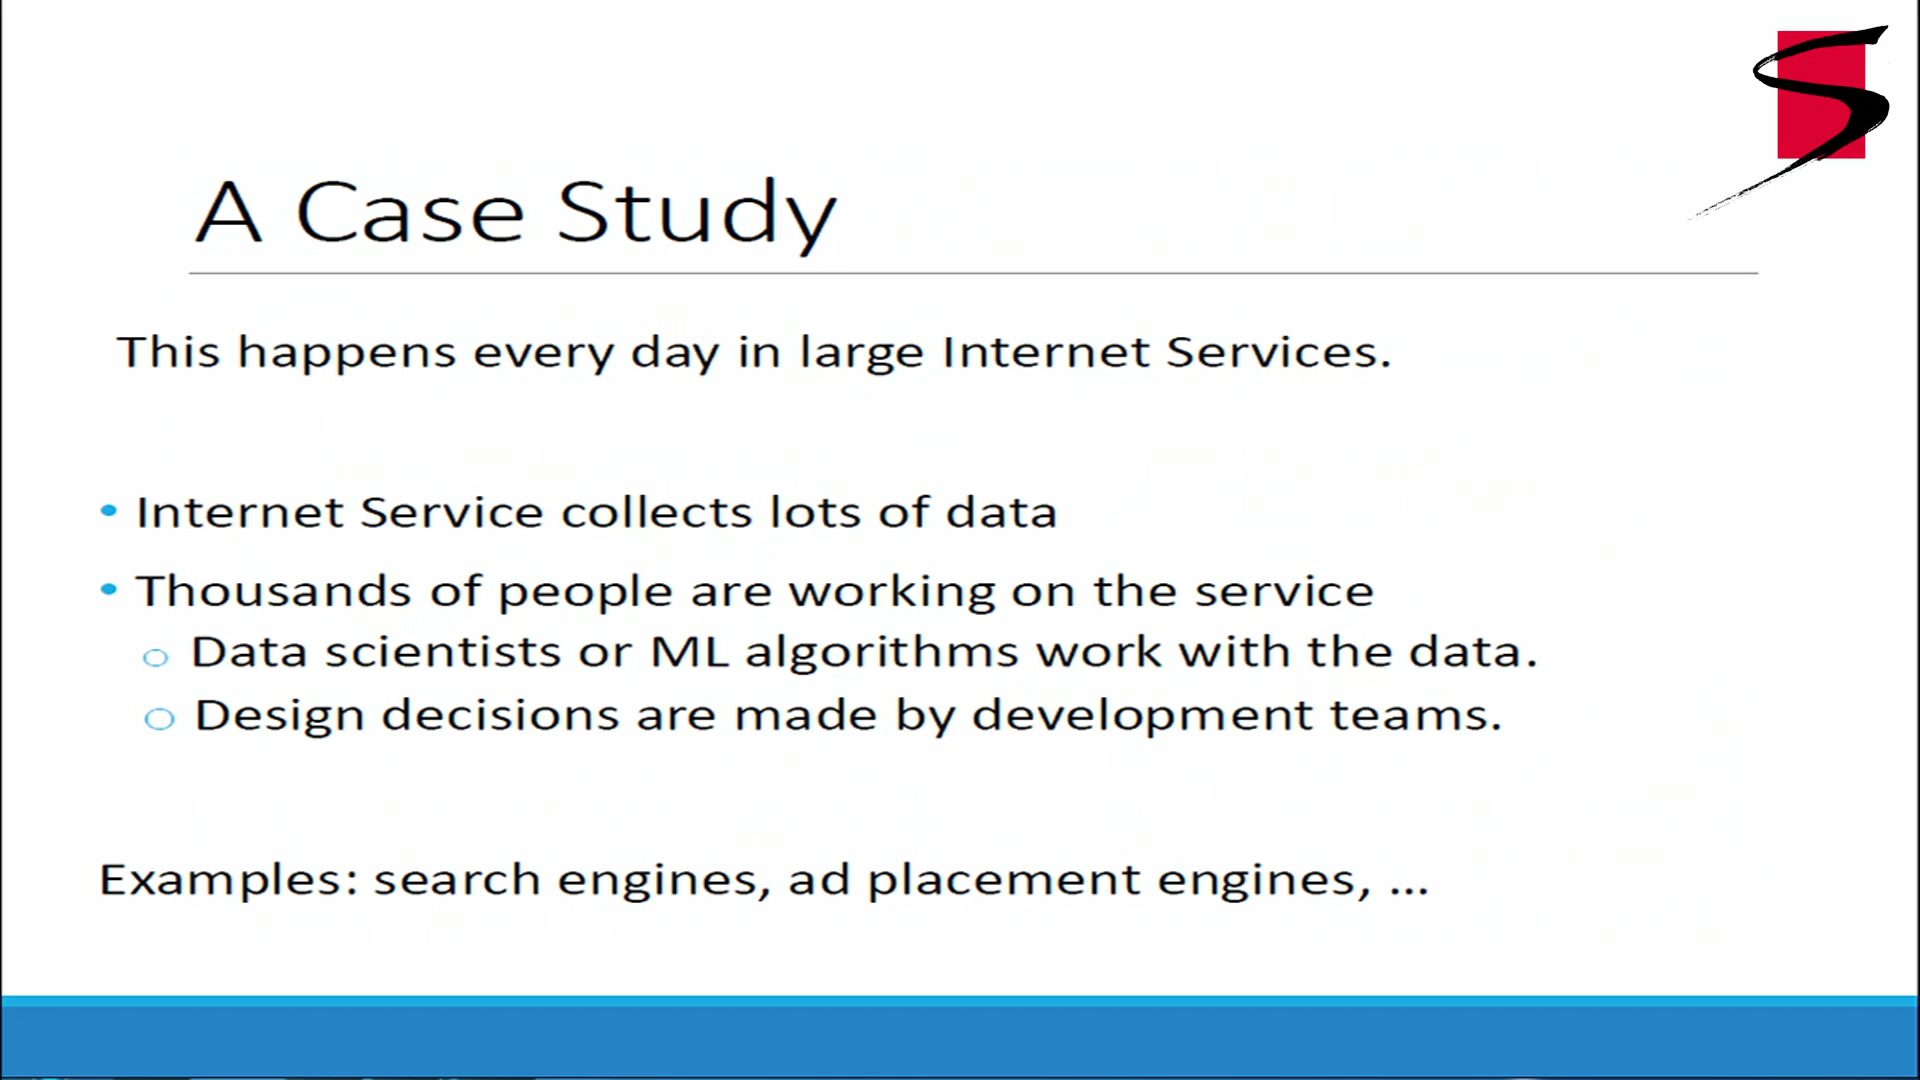 A Case Study
This happens every day in large Internet Services.
• Internet Service collects lots of data
• Thousands of people are working on the service
○ Data scientists or ML algorithms work with the data.
○ Design decisions are made by development teams.
Examples: search engines, ad placement engines, ...